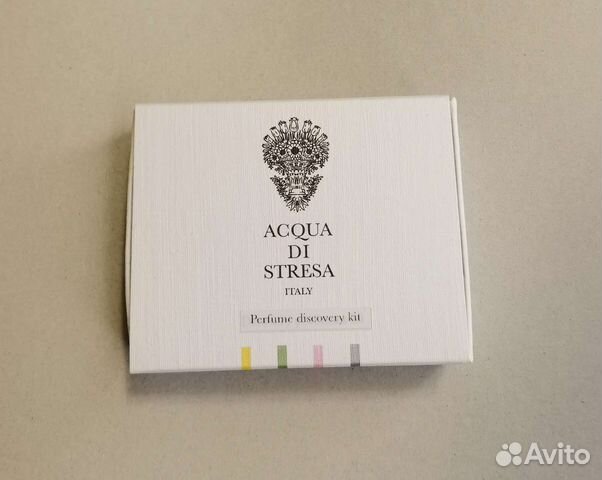 ACQUA
DI
STRESA
ITALY
Perfume discovery kit
Avito